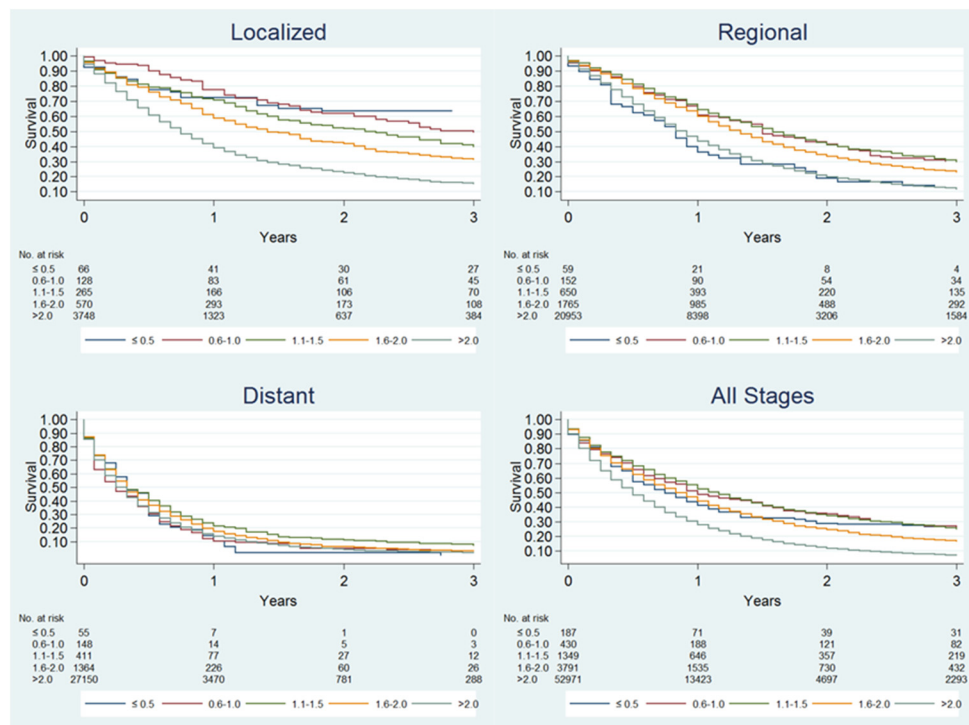 Localized
1.00
0.90
0.80
0.70
0.60
0.50
0.40
0.30
0.20
0.10
Survival
0 1 2 3
Years
No. at risk
≤ 0.5 66 41 30 27
0.6-1.0 128 83 61 45
1.1-1.5 265 166 106 70
1.6-2.0 570 293 173 108
>2.0 3748 1323 637 384
≤ 0.5 0.6-1.0 1.1-1.5 1.6-2.0 >2.0
Regional
1.00
0.90
0.80
0.70
0.60
0.50
0.40
0.30
0.20
0.10
Survival
0 1 2 3
Years
No. at risk
≤ 0.5 59 21 8 4
0.6-1.0 152 90 54 34
1.1-1.5 650 393 220 135
1.6-2.0 1765 985 488 292
>2.0 20953 8398 3206 1584
≤ 0.5 0.6-1.0 1.1-1.5 1.6-2.0 >2.0
Distant
1.00
0.90
0.80
0.70
0.60
0.50
0.40
0.30
0.20
0.10
Survival
0 1 2 3
Years
No. at risk
≤ 0.5 55 7 1 0
0.6-1.0 148 14 5 3
1.1-1.5 411 77 27 12
1.6-2.0 1364 226 60 26
>2.0 27150 3470 781 288
≤ 0.5 0.6-1.0 1.1-1.5 1.6-2.0 >2.0
All Stages
1.00
0.90
0.80
0.70
0.60
0.50
0.40
0.30
0.20
0.10
Survival
0 1 2 3
Years
No. at risk
≤ 0.5 187 71 39 31
0.6-1.0 430 188 121 82
1.1-1.5 1349 646 357 219
1.6-2.0 3791 1535 730 432
>2.0 52971 13423 4697 2293
≤ 0.5 0.6-1.0 1.1-1.5 1.6-2.0 >2.0